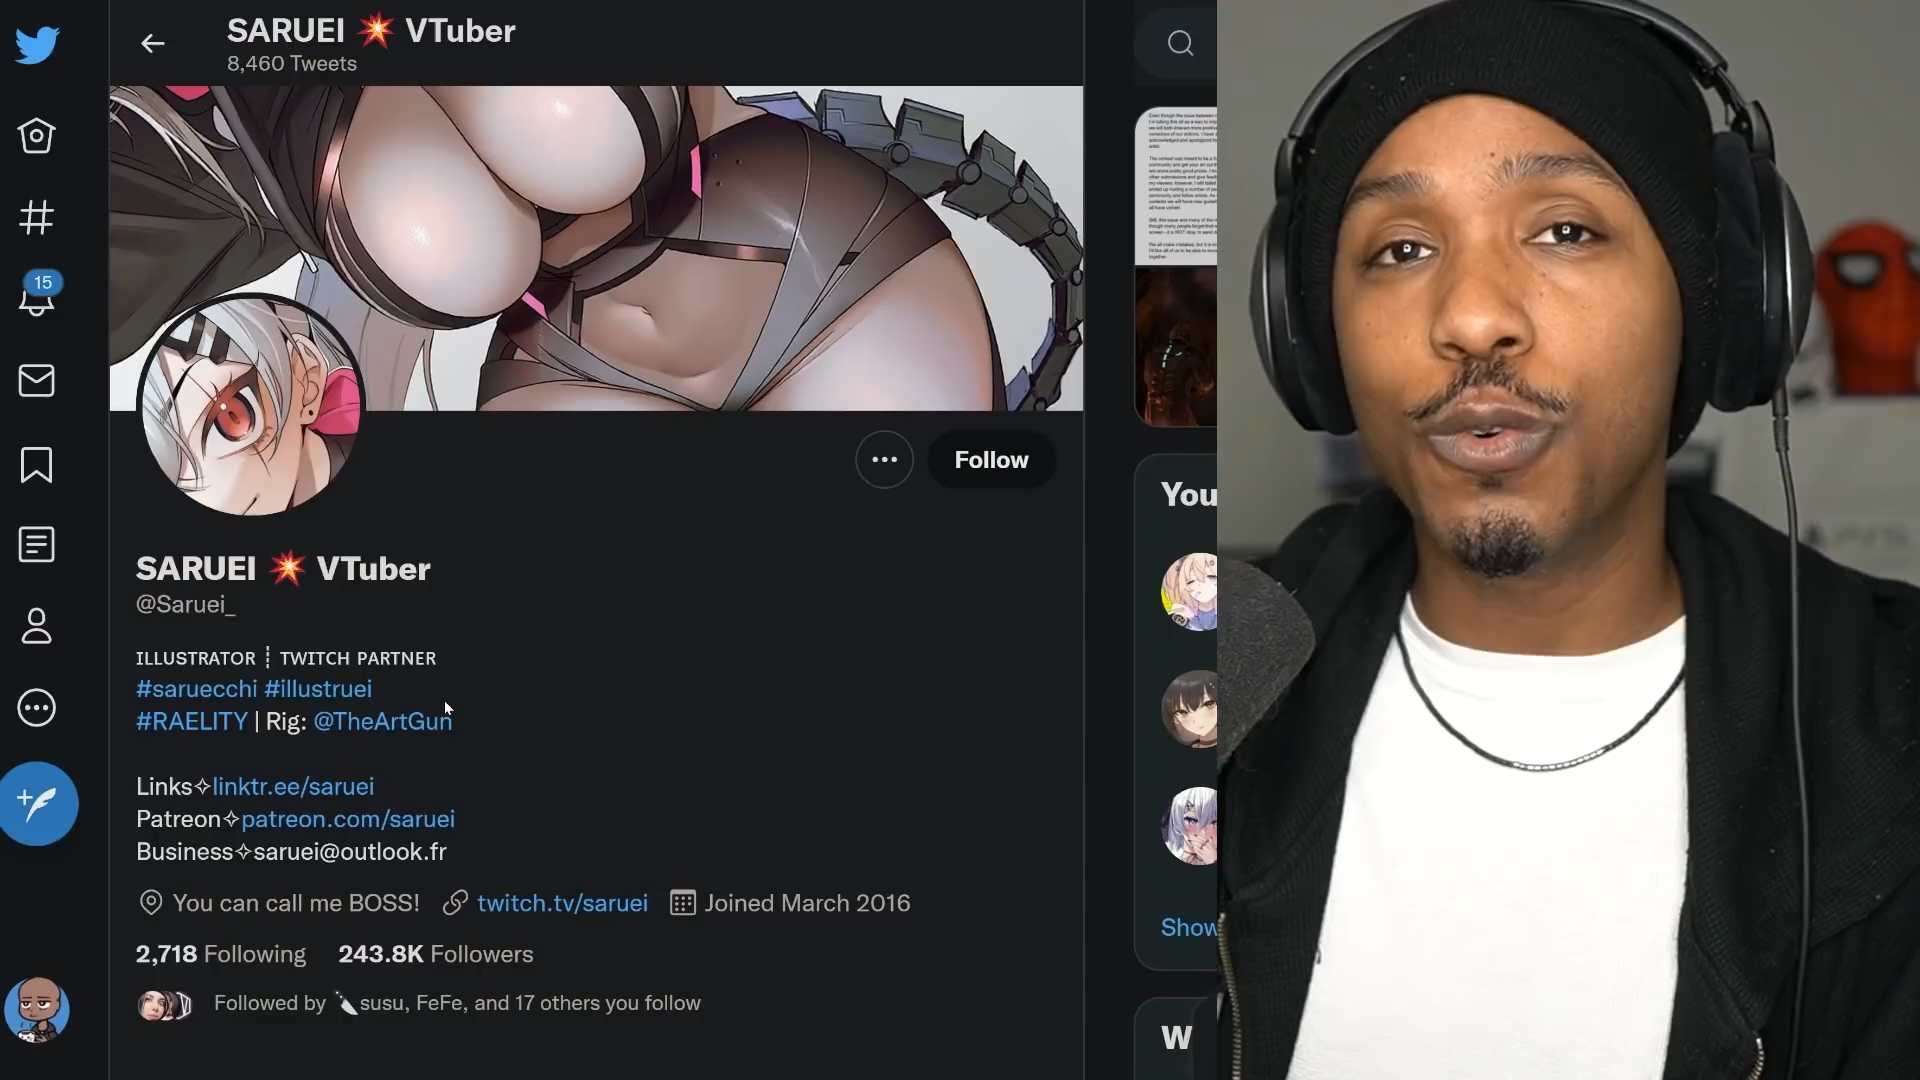 SARUEI 💥 VTuber
8,460 Tweets
15
Follow
SARUEI 💥 VTuber
@Saruei_
ILLUSTRATOR ┊ TWITCH PARTNER
#saruecchi #illustruei
#RAELITY | Rig: @TheArtGun
Links✧linktr.ee/saruei
Patreon✧patreon.com/saruei
Business✧saruei@outlook.fr
You can call me BOSS! twitch.tv/saruei Joined March 2016
2,718 Following 243.8K Followers
Followed by 🔪susu, FeFe, and 17 others you follow
You
Show
W